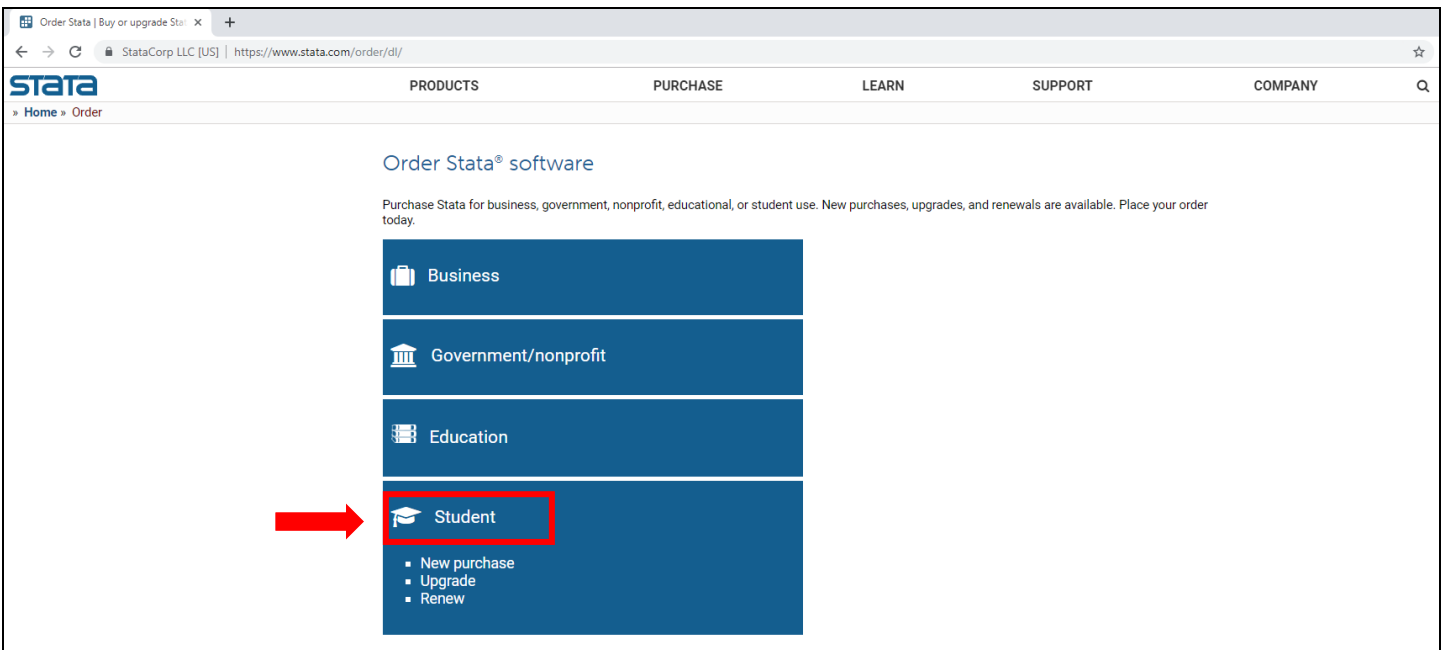 Order Stata | Buy or upgrade Stat
StataCorp LLC [US] | https://www.stata.com/order/dl/
stata
PRODUCTS PURCHASE LEARN SUPPORT COMPANY
» Home » Order
Order Stata® software
Purchase Stata for business, government, nonprofit, educational, or student use. New purchases, upgrades, and renewals are available. Place your order
today.
Business
Government/nonprofit
Education
Student
▪ New purchase
▪ Upgrade
▪ Renew